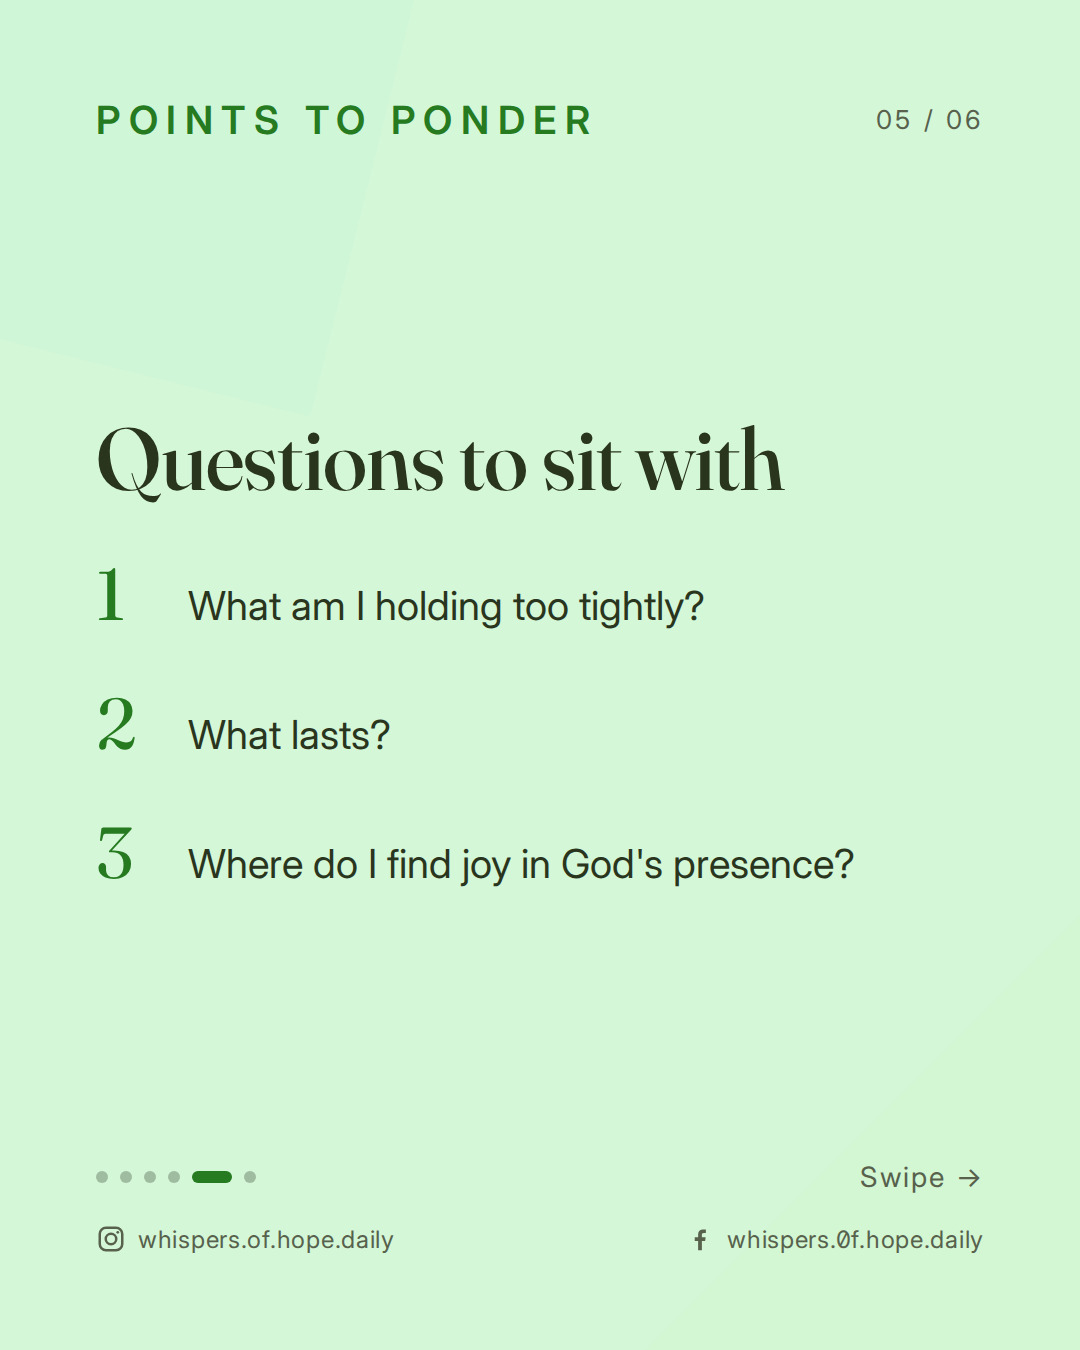 POINTS TO PONDER
05 / 06
Questions to sit with
1 What am I holding too tightly?
2 What lasts?
3 Where do I find joy in God's presence?
Swipe →
whispers.of.hope.daily
whispers.0f.hope.daily